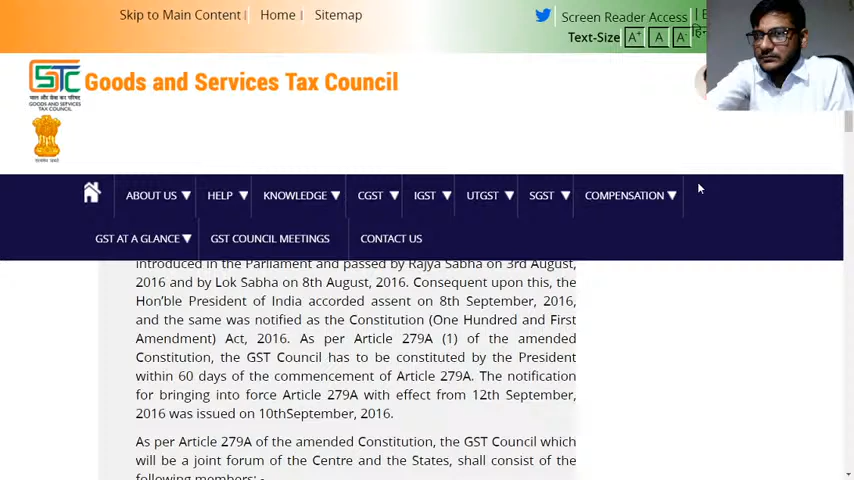 Skip to Main Content
Home
Sitemap
Screen Reader Access
Text-Size A+ A A-
GOODS AND SERVICES
TAX COUNCIL
Goods and Services Tax Council
ABOUT US
HELP
KNOWLEDGE
CGST
IGST
UTGST
SGST
COMPENSATION
GST AT A GLANCE
GST COUNCIL MEETINGS
CONTACT US
introduced in the Parliament and passed by Rajya Sabha on 3rd August,
2016 and by Lok Sabha on 8th August, 2016. Consequent upon this, the
Hon'ble President of India accorded assent on 8th September, 2016,
and the same was notified as the Constitution (One Hundred and First
Amendment) Act, 2016. As per Article 279A (1) of the amended
Constitution, the GST Council has to be constituted by the President
within 60 days of the commencement of Article 279A. The notification
for bringing into force Article 279A with effect from 12th September,
2016 was issued on 10thSeptember, 2016.
As per Article 279A of the amended Constitution, the GST Council which
will be a joint forum of the Centre and the States, shall consist of the
following members: -